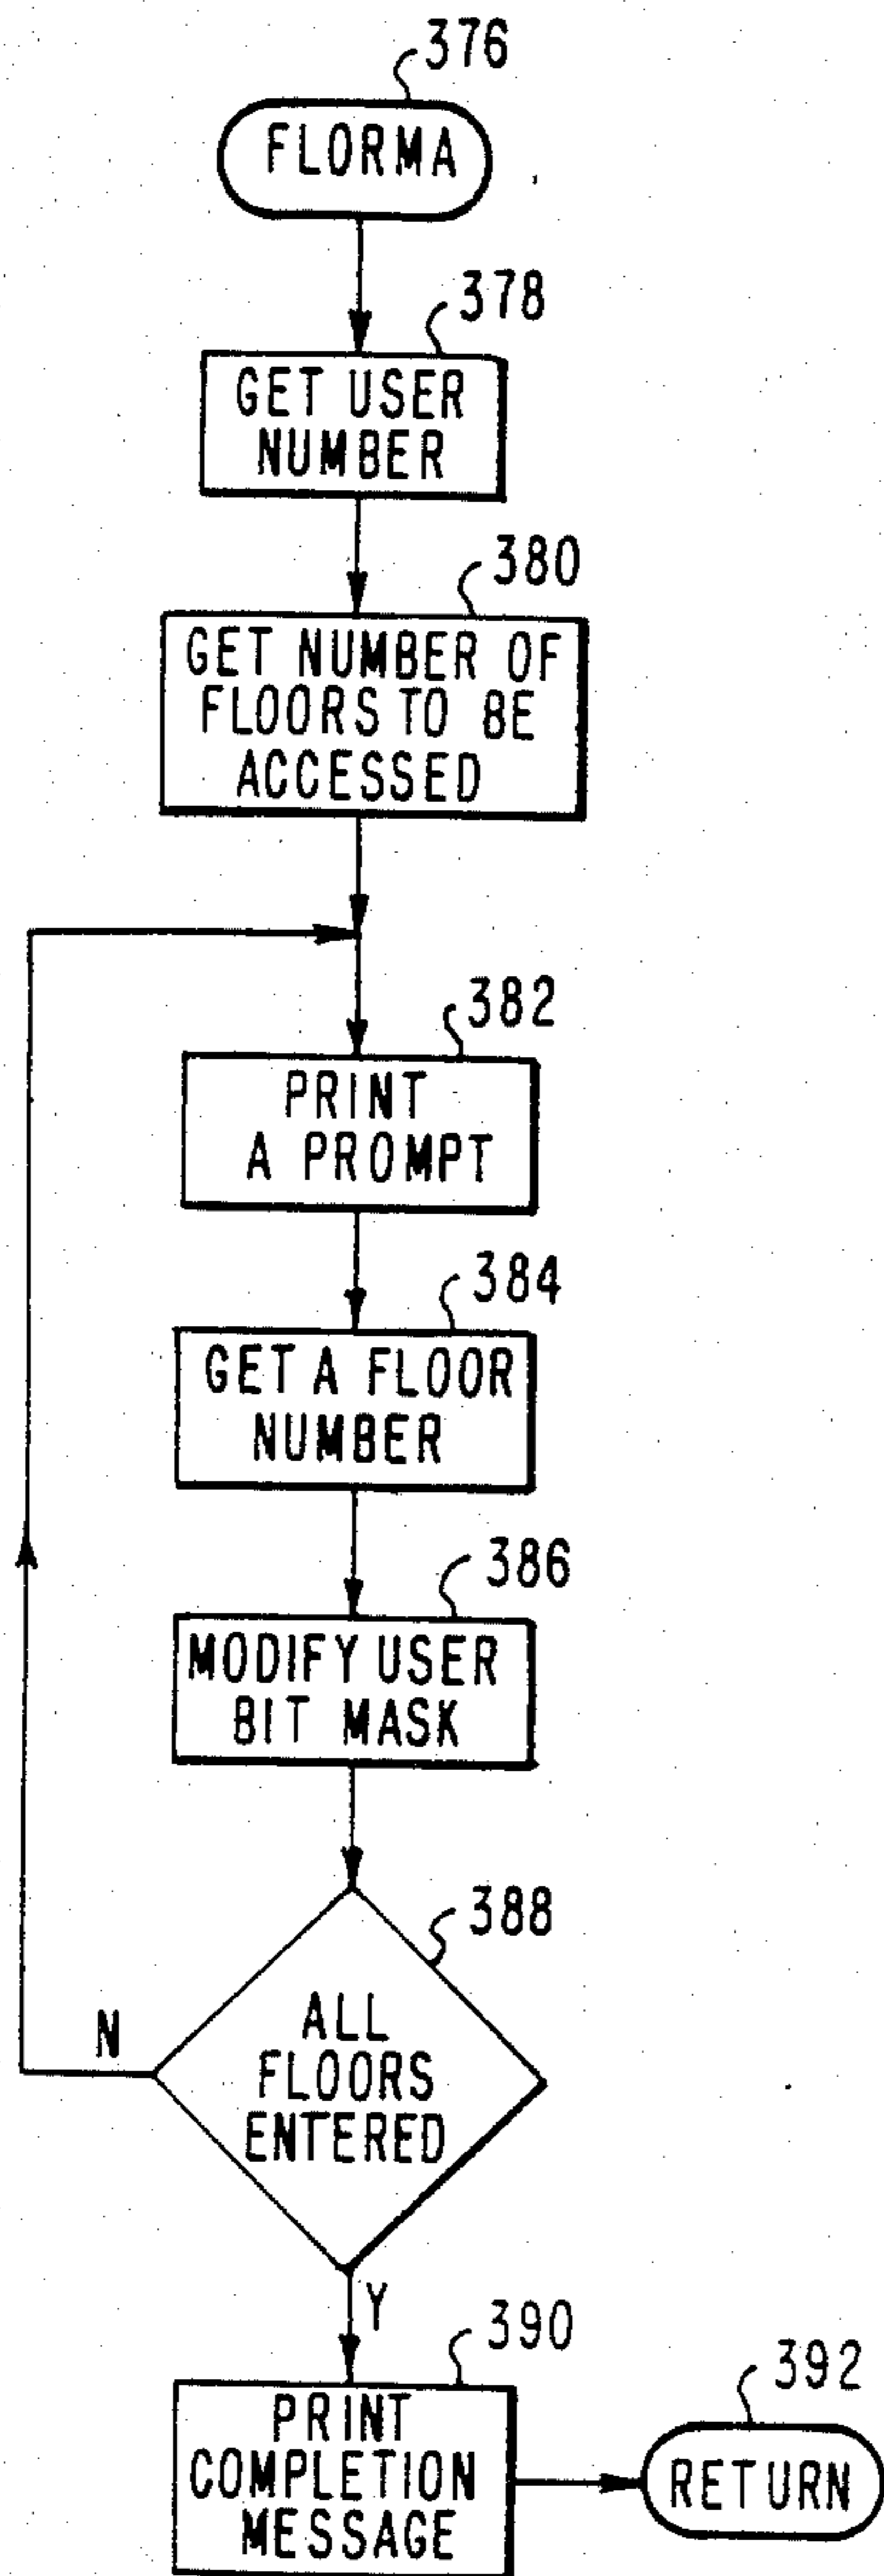 376
FLORMA
378
GET USER
NUMBER
380
GET NUMBER OF
FLOORS TO BE
ACCESSED
382
PRINT
A PROMPT
384
GET A FLOOR
NUMBER
386
MODIFY USER
BIT MASK
388
ALL
FLOORS
ENTERED
N
Y
390
PRINT
COMPLETION
MESSAGE
392
RETURN